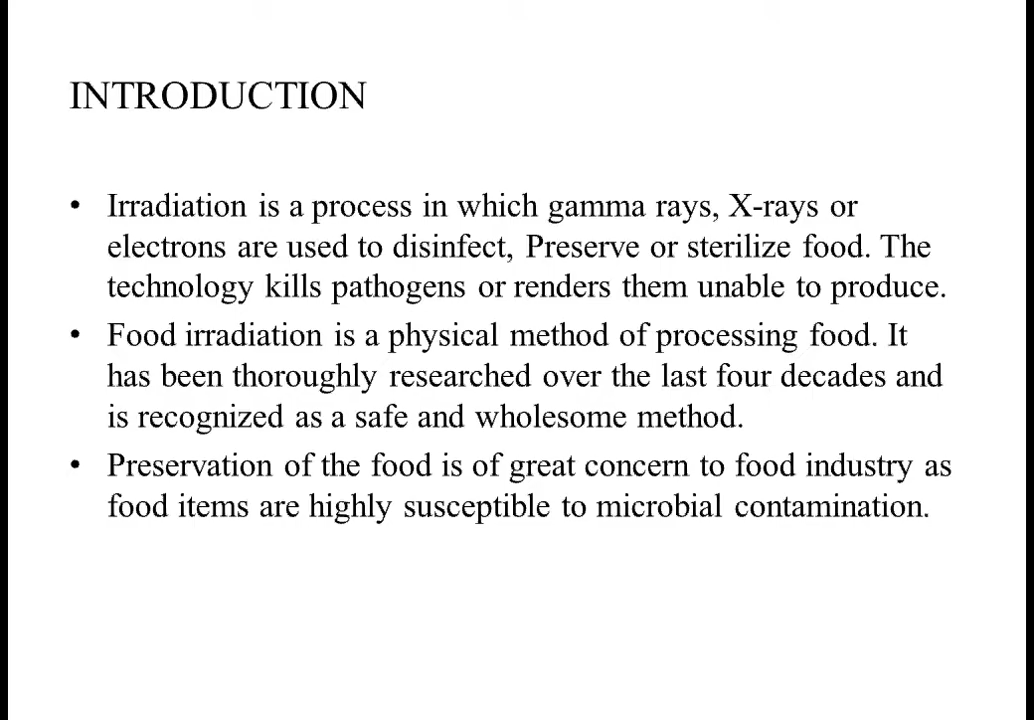 INTRODUCTION
• Irradiation is a process in which gamma rays, X-rays or
electrons are used to disinfect, Preserve or sterilize food. The
technology kills pathogens or renders them unable to produce.
• Food irradiation is a physical method of processing food. It
has been thoroughly researched over the last four decades and
is recognized as a safe and wholesome method.
• Preservation of the food is of great concern to food industry as
food items are highly susceptible to microbial contamination.